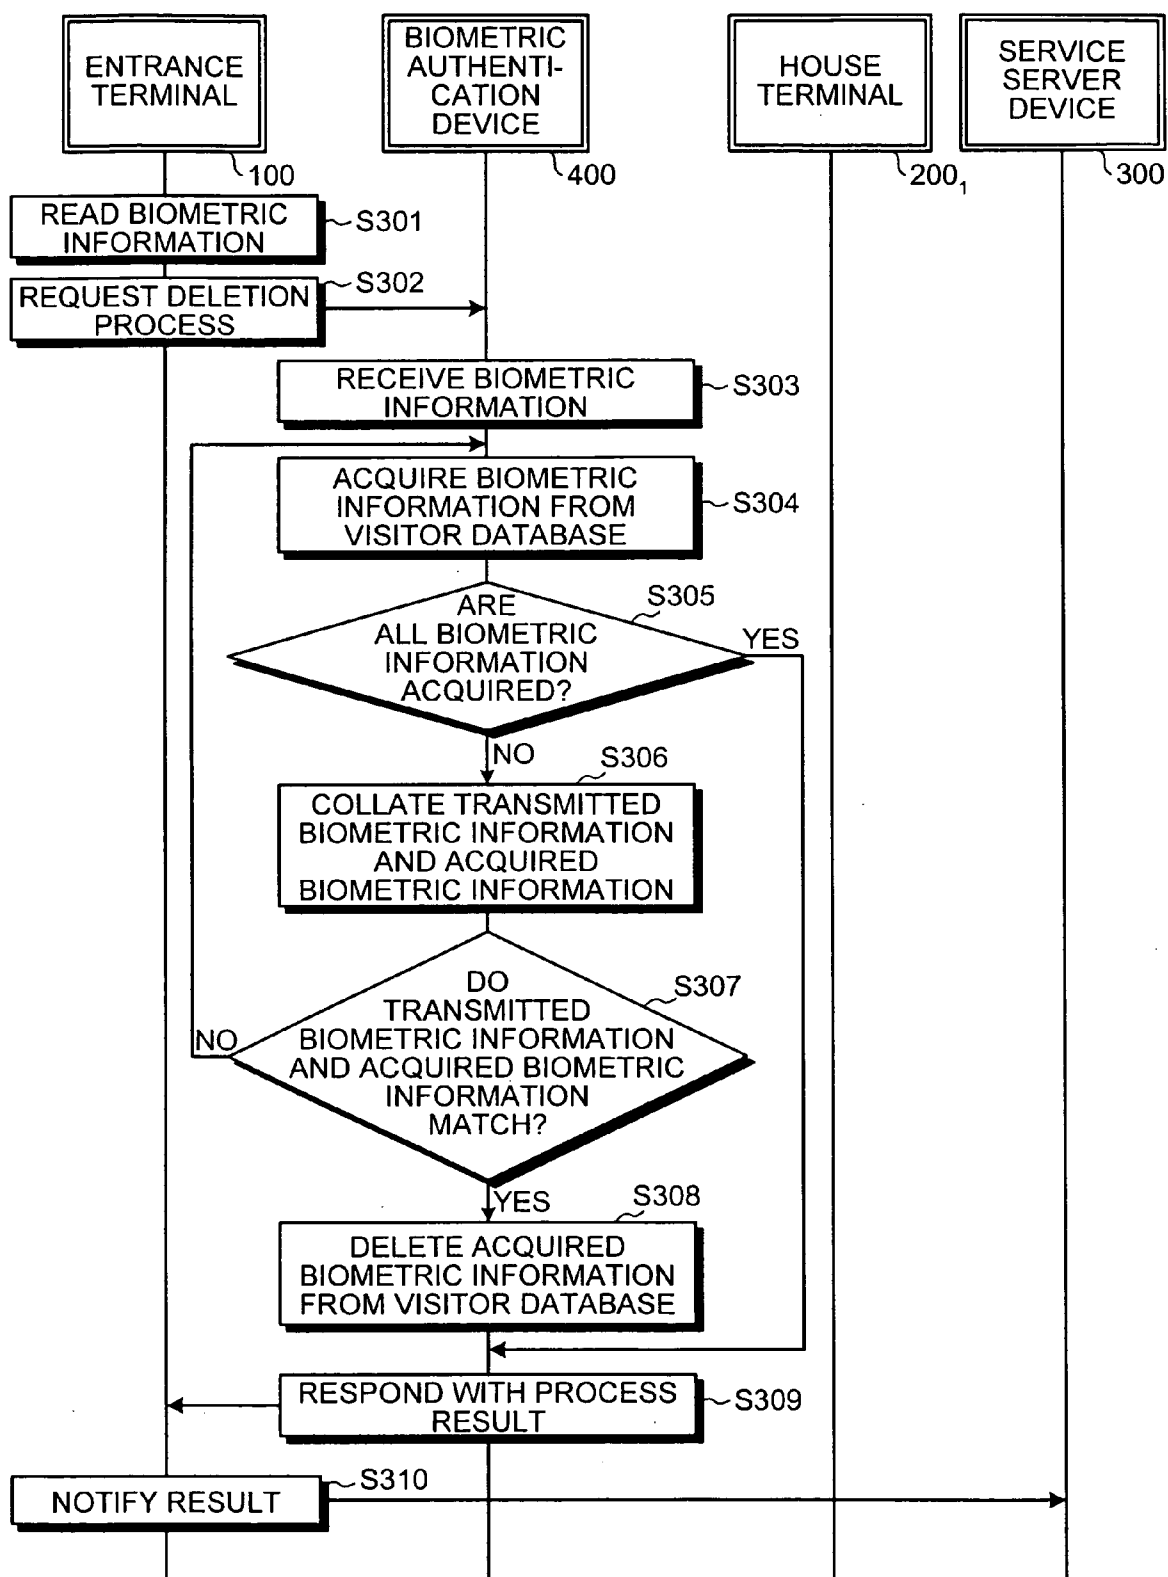 ENTRANCE
TERMINAL
BIOMETRIC
AUTHENTI-
CATION
DEVICE
HOUSE
TERMINAL
SERVICE
SERVER
DEVICE
100
400
200₁
300
READ BIOMETRIC
INFORMATION
S301
REQUEST DELETION
PROCESS
S302
RECEIVE BIOMETRIC
INFORMATION
S303
ACQUIRE BIOMETRIC
INFORMATION FROM
VISITOR DATABASE
S304
ARE
ALL BIOMETRIC
INFORMATION
ACQUIRED?
S305
YES
NO
S306
COLLATE TRANSMITTED
BIOMETRIC INFORMATION
AND ACQUIRED
BIOMETRIC INFORMATION
DO
TRANSMITTED
BIOMETRIC INFORMATION
AND ACQUIRED BIOMETRIC
INFORMATION
MATCH?
S307
NO
YES
S308
DELETE ACQUIRED
BIOMETRIC INFORMATION
FROM VISITOR DATABASE
RESPOND WITH PROCESS
RESULT
S309
NOTIFY RESULT
S310